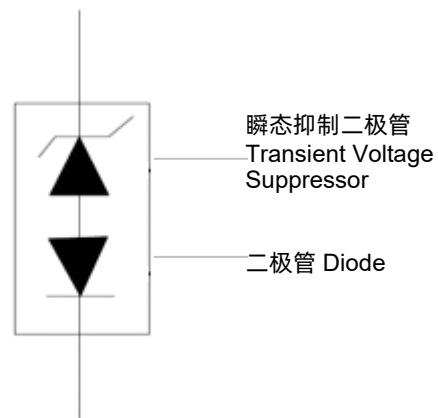 瞬态抑制二极管
Transient Voltage
Suppressor
二极管 Diode